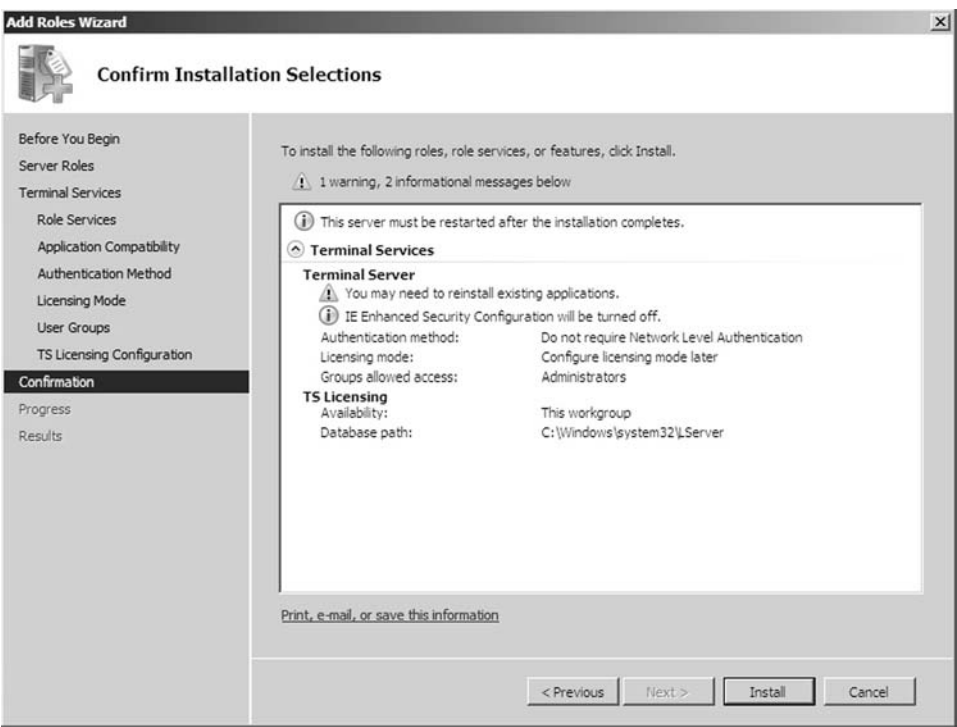 Add Roles Wizard
Confirm Installation Selections
Before You Begin
Server Roles
Terminal Services
Role Services
Application Compatibility
Authentication Method
Licensing Mode
User Groups
TS Licensing Configuration
Confirmation
Progress
Results
To install the following roles, role services, or features, click Install.
1 warning, 2 informational messages below
This server must be restarted after the installation completes.
Terminal Services
Terminal Server
You may need to reinstall existing applications.
IE Enhanced Security Configuration will be turned off.
Authentication method: Do not require Network Level Authentication
Licensing mode: Configure licensing mode later
Groups allowed access: Administrators
TS Licensing
Availability: This workgroup
Database path: C:\Windows\system32\LServer
Print, e-mail, or save this information
< Previous Next > Install Cancel